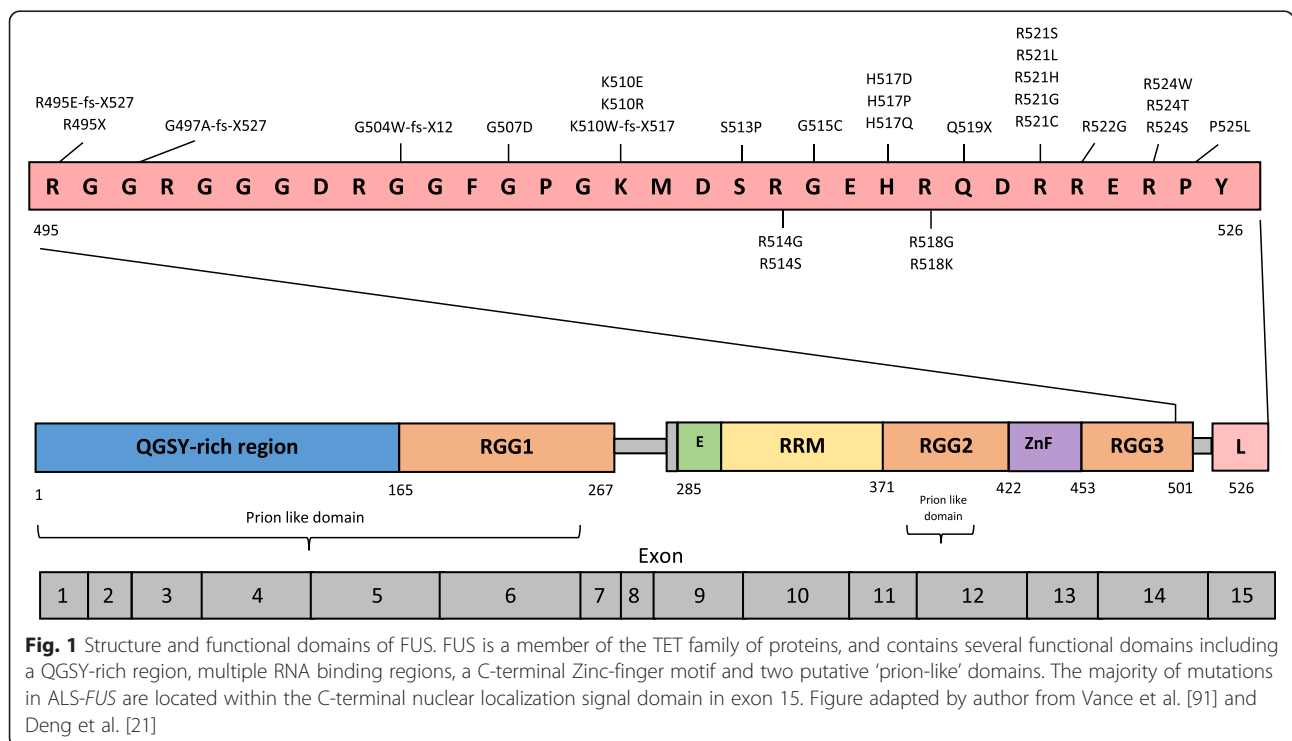 R521S
R521L
R521H
R521G
R521C
H517D
H517P
H517Q
R524W
R524T
R524S
K510E
K510R
K510W-fs-X517
R495E-fs-X527
R495X
G497A-fs-X527
G504W-fs-X12
G507D
S513P
G515C
Q519X
R522G
P525L
R G G R G G G D R G G F G P G K M D S R G E H R Q D R R E R P Y
495
526
R514G
R514S
R518G
R518K
QGSY-rich region RGG1 E RRM RGG2 ZnF RGG3 L
1 165 267 285 371 422 453 501 526
Prion like domain
Prion like
domain
Exon
1 2 3 4 5 6 7 8 9 10 11 12 13 14 15
Fig. 1 Structure and functional domains of FUS. FUS is a member of the TET family of proteins, and contains several functional domains including
a QGSY-rich region, multiple RNA binding regions, a C-terminal Zinc-finger motif and two putative ‘prion-like’ domains. The majority of mutations
in ALS-FUS are located within the C-terminal nuclear localization signal domain in exon 15. Figure adapted by author from Vance et al. [91] and
Deng et al. [21]